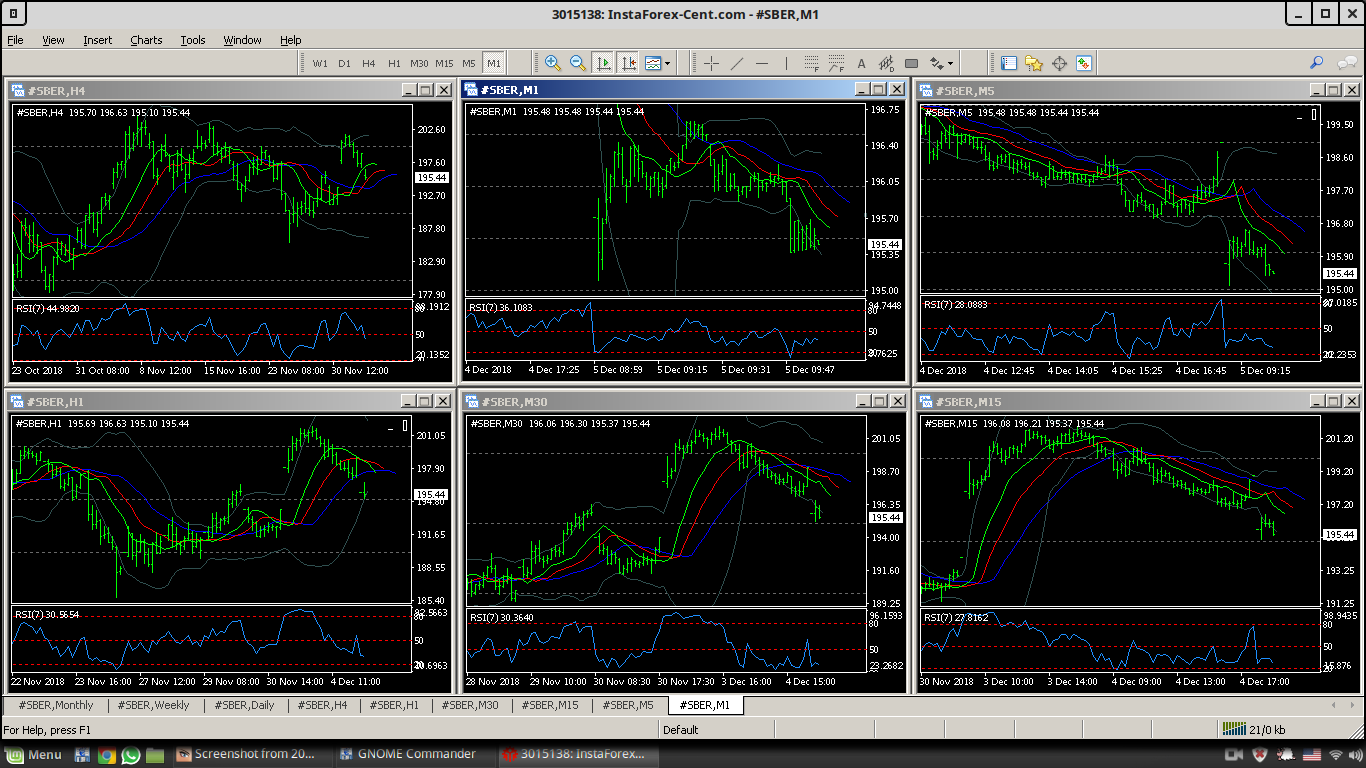 3015138: InstaForex-Cent.com - #SBER,M1
File View Insert Charts Tools Window Help
W1 D1 H4 H1 M30 M15 M5 M1
#SBER,H4
#SBER,H4 195.70 196.63 195.10 195.44
202.60
197.60
195.44
192.70
187.80
182.90
177.90
RSI(7) 44.9820
50
20.1352
23 Oct 2018 31 Oct 08:00 8 Nov 12:00 15 Nov 16:00 23 Nov 08:00 30 Nov 12:00
#SBER,M1
#SBER,M1 195.48 195.48 195.44 195.44
196.75
196.40
196.05
195.70
195.44
195.35
195.00
RSI(7) 36.1083
94.7448
80
50
4 Dec 2018 4 Dec 17:25 5 Dec 08:59 5 Dec 09:15 5 Dec 09:31 5 Dec 09:47
#SBER,M5
#SBER,M5 195.48 195.48 195.44 195.44
199.50
198.60
197.70
196.80
195.90
195.44
195.00
RSI(7) 28.0883
50
4 Dec 2018 4 Dec 12:45 4 Dec 14:05 4 Dec 15:25 4 Dec 16:45 5 Dec 09:15
#SBER,H1
#SBER,H1 195.69 196.63 195.10 195.44
201.05
197.90
195.44
194.80
191.65
188.55
185.40
RSI(7) 30.5654
92.5663
80
50
22 Nov 2018 23 Nov 16:00 27 Nov 12:00 29 Nov 08:00 30 Nov 14:00 4 Dec 11:00
#SBER,M30
#SBER,M30 196.06 196.30 195.37 195.44
201.05
198.70
196.35
195.44
194.00
191.60
189.25
RSI(7) 30.3640
96.1593
80
50
23.2682
28 Nov 2018 29 Nov 10:00 30 Nov 08:30 30 Nov 17:30 3 Dec 16:00 4 Dec 15:00
#SBER,M15
#SBER,M15 196.08 196.21 195.37 195.44
201.20
199.20
197.20
195.44
193.25
191.25
RSI(7) 27.8162
98.9435
80
50
30 Nov 2018 3 Dec 10:00 3 Dec 14:00 4 Dec 09:00 4 Dec 13:00 4 Dec 17:00
#SBER,Monthly #SBER,Weekly #SBER,Daily #SBER,H4 #SBER,H1 #SBER,M30 #SBER,M15 #SBER,M5 #SBER,M1
For Help, press F1 Default 21/0 kb
Menu Screenshot from 20... GNOME Commander 3015138: InstaForex...